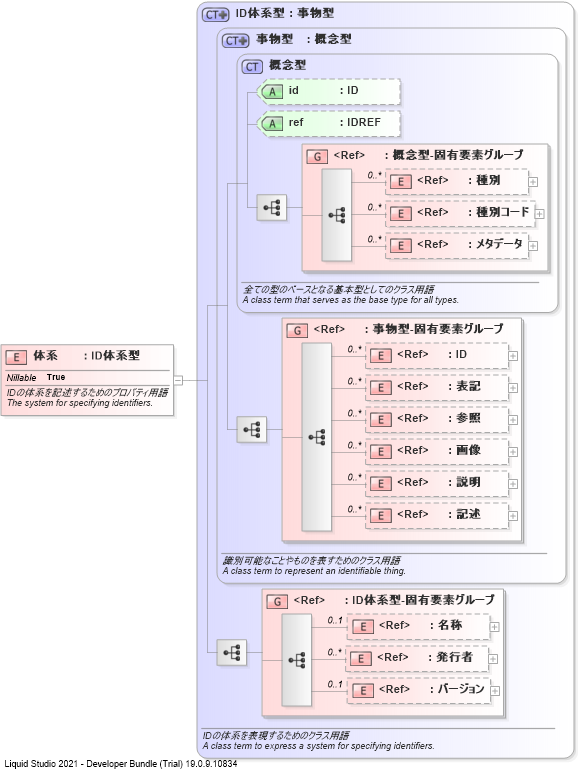 CT ID体系型 : 事物型
CT 事物型 : 概念型
CT 概念型
A id : ID
A ref : IDREF
G <Ref> : 概念型-固有要素グループ
0..* E <Ref> : 種別
0..* E <Ref> : 種別コード
0..* E <Ref> : メタデータ
全ての型のベースとなる基本型としてのクラス用語
A class term that serves as the base type for all types.
G <Ref> : 事物型-固有要素グループ
0..* E <Ref> : ID
E 体系 : ID体系型
Nillable True
IDの体系を記述するためのプロパティ用語
The system for specifying identifiers.
0..* E <Ref> : 表記
0..* E <Ref> : 参照
0..* E <Ref> : 画像
0..* E <Ref> : 説明
0..* E <Ref> : 記述
識別可能なことやものを表すためのクラス用語
A class term to represent an identifiable thing.
G <Ref> : ID体系型-固有要素グループ
0..1 E <Ref> : 名称
0..* E <Ref> : 発行者
0..1 E <Ref> : バージョン
IDの体系を表現するためのクラス用語
A class term to express a system for specifying identifiers.
Liquid Studio 2021 - Developer Bundle (Trial) 19.0.9.10834